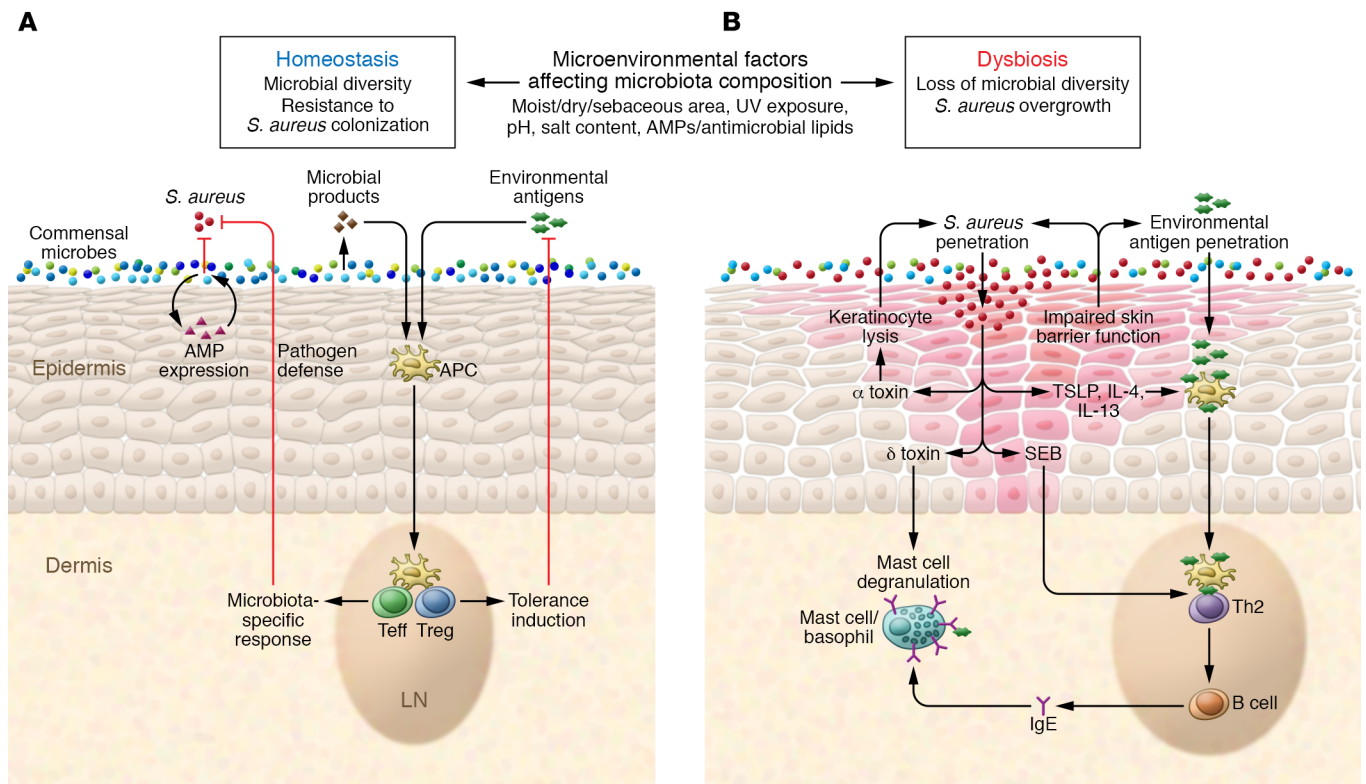 A
B
Homeostasis
Microbial diversity
Resistance to
S. aureus colonization
Microenvironmental factors
affecting microbiota composition
Moist/dry/sebaceous area, UV exposure,
pH, salt content, AMPs/antimicrobial lipids
Dysbiosis
Loss of microbial diversity
S. aureus overgrowth
Commensal
microbes
S. aureus
Microbial
products
Environmental
antigens
AMP
expression
Pathogen
defense
APC
Epidermis
Dermis
Microbiota-
specific
response
Teff
Treg
Tolerance
induction
LN
S. aureus
penetration
Environmental
antigen penetration
Keratinocyte
lysis
Impaired skin
barrier function
α toxin
TSLP, IL-4,
IL-13
δ toxin
SEB
Mast cell
degranulation
Mast cell/
basophil
Th2
B cell
IgE